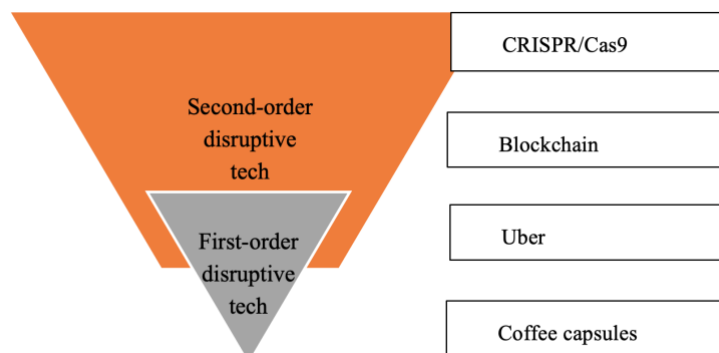 CRISPR/Cas9
Second-order
disruptive
tech
Blockchain
First-order
disruptive
tech
Uber
Coffee capsules